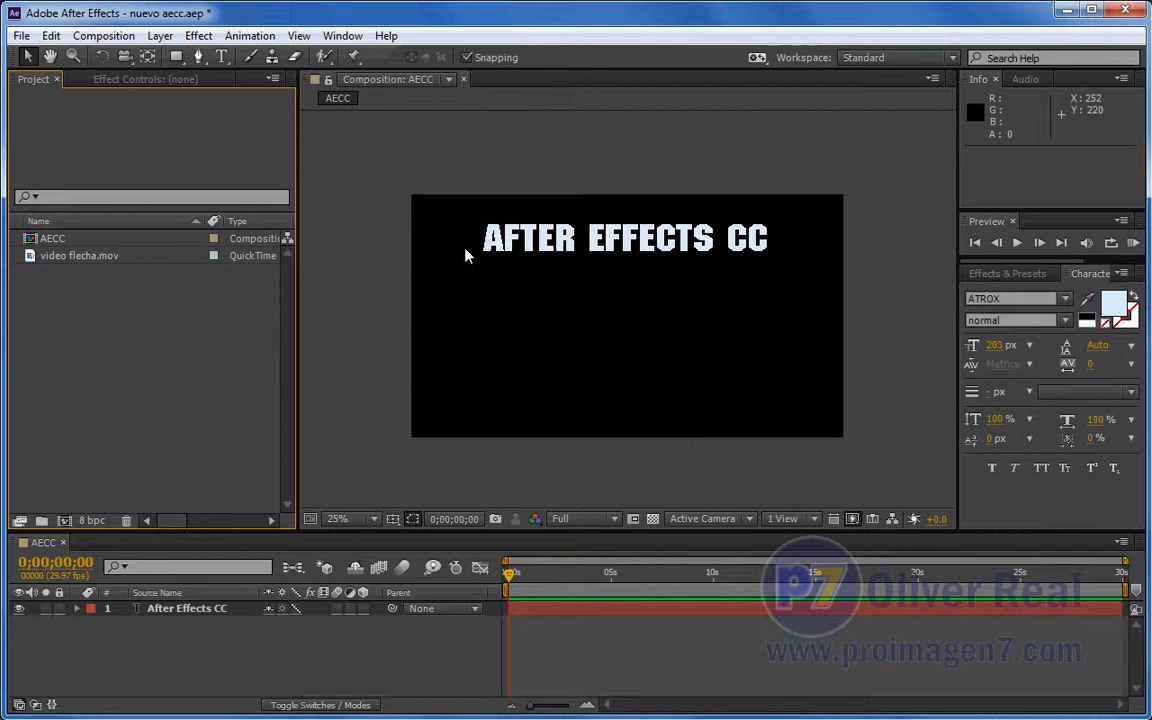 Ae Adobe After Effects - nuevo aecc.aep *
File Edit Composition Layer Effect Animation View Window Help
Snapping Workspace: Standard Search Help
Project Effect Controls: (none) Composition: AECC Info Audio
AECC
R: X: 252
G: Y: 220
B:
A: 0
AFTER EFFECTS CC
Name Type
AECC Compositi
video flecha.mov QuickTime
Preview
Effects & Presets Characte
ATROX
normal
203 px Auto
Metrics 0
- px
100 % 100 %
0 px 0 %
T T TT Tr T¹ T₁
8 bpc
25% 0;00;00;00 Full Active Camera 1 View +0.0
AECC
0;00;00;00
00000 (29.97 fps)
05s 10s 15s 20s 25s 30s
# Source Name Parent
1 T After Effects CC None
P7 Oliver Real
www.proimagen7.com
Toggle Switches / Modes